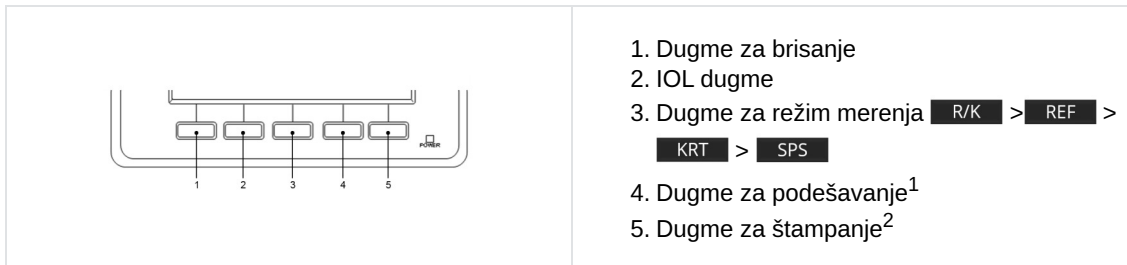 POWER
1 2 3 4 5
1. Dugme za brisanje
2. IOL dugme
3. Dugme za režim merenja R/K > REF >
KRT > SPS
4. Dugme za podešavanje1
5. Dugme za štampanje2